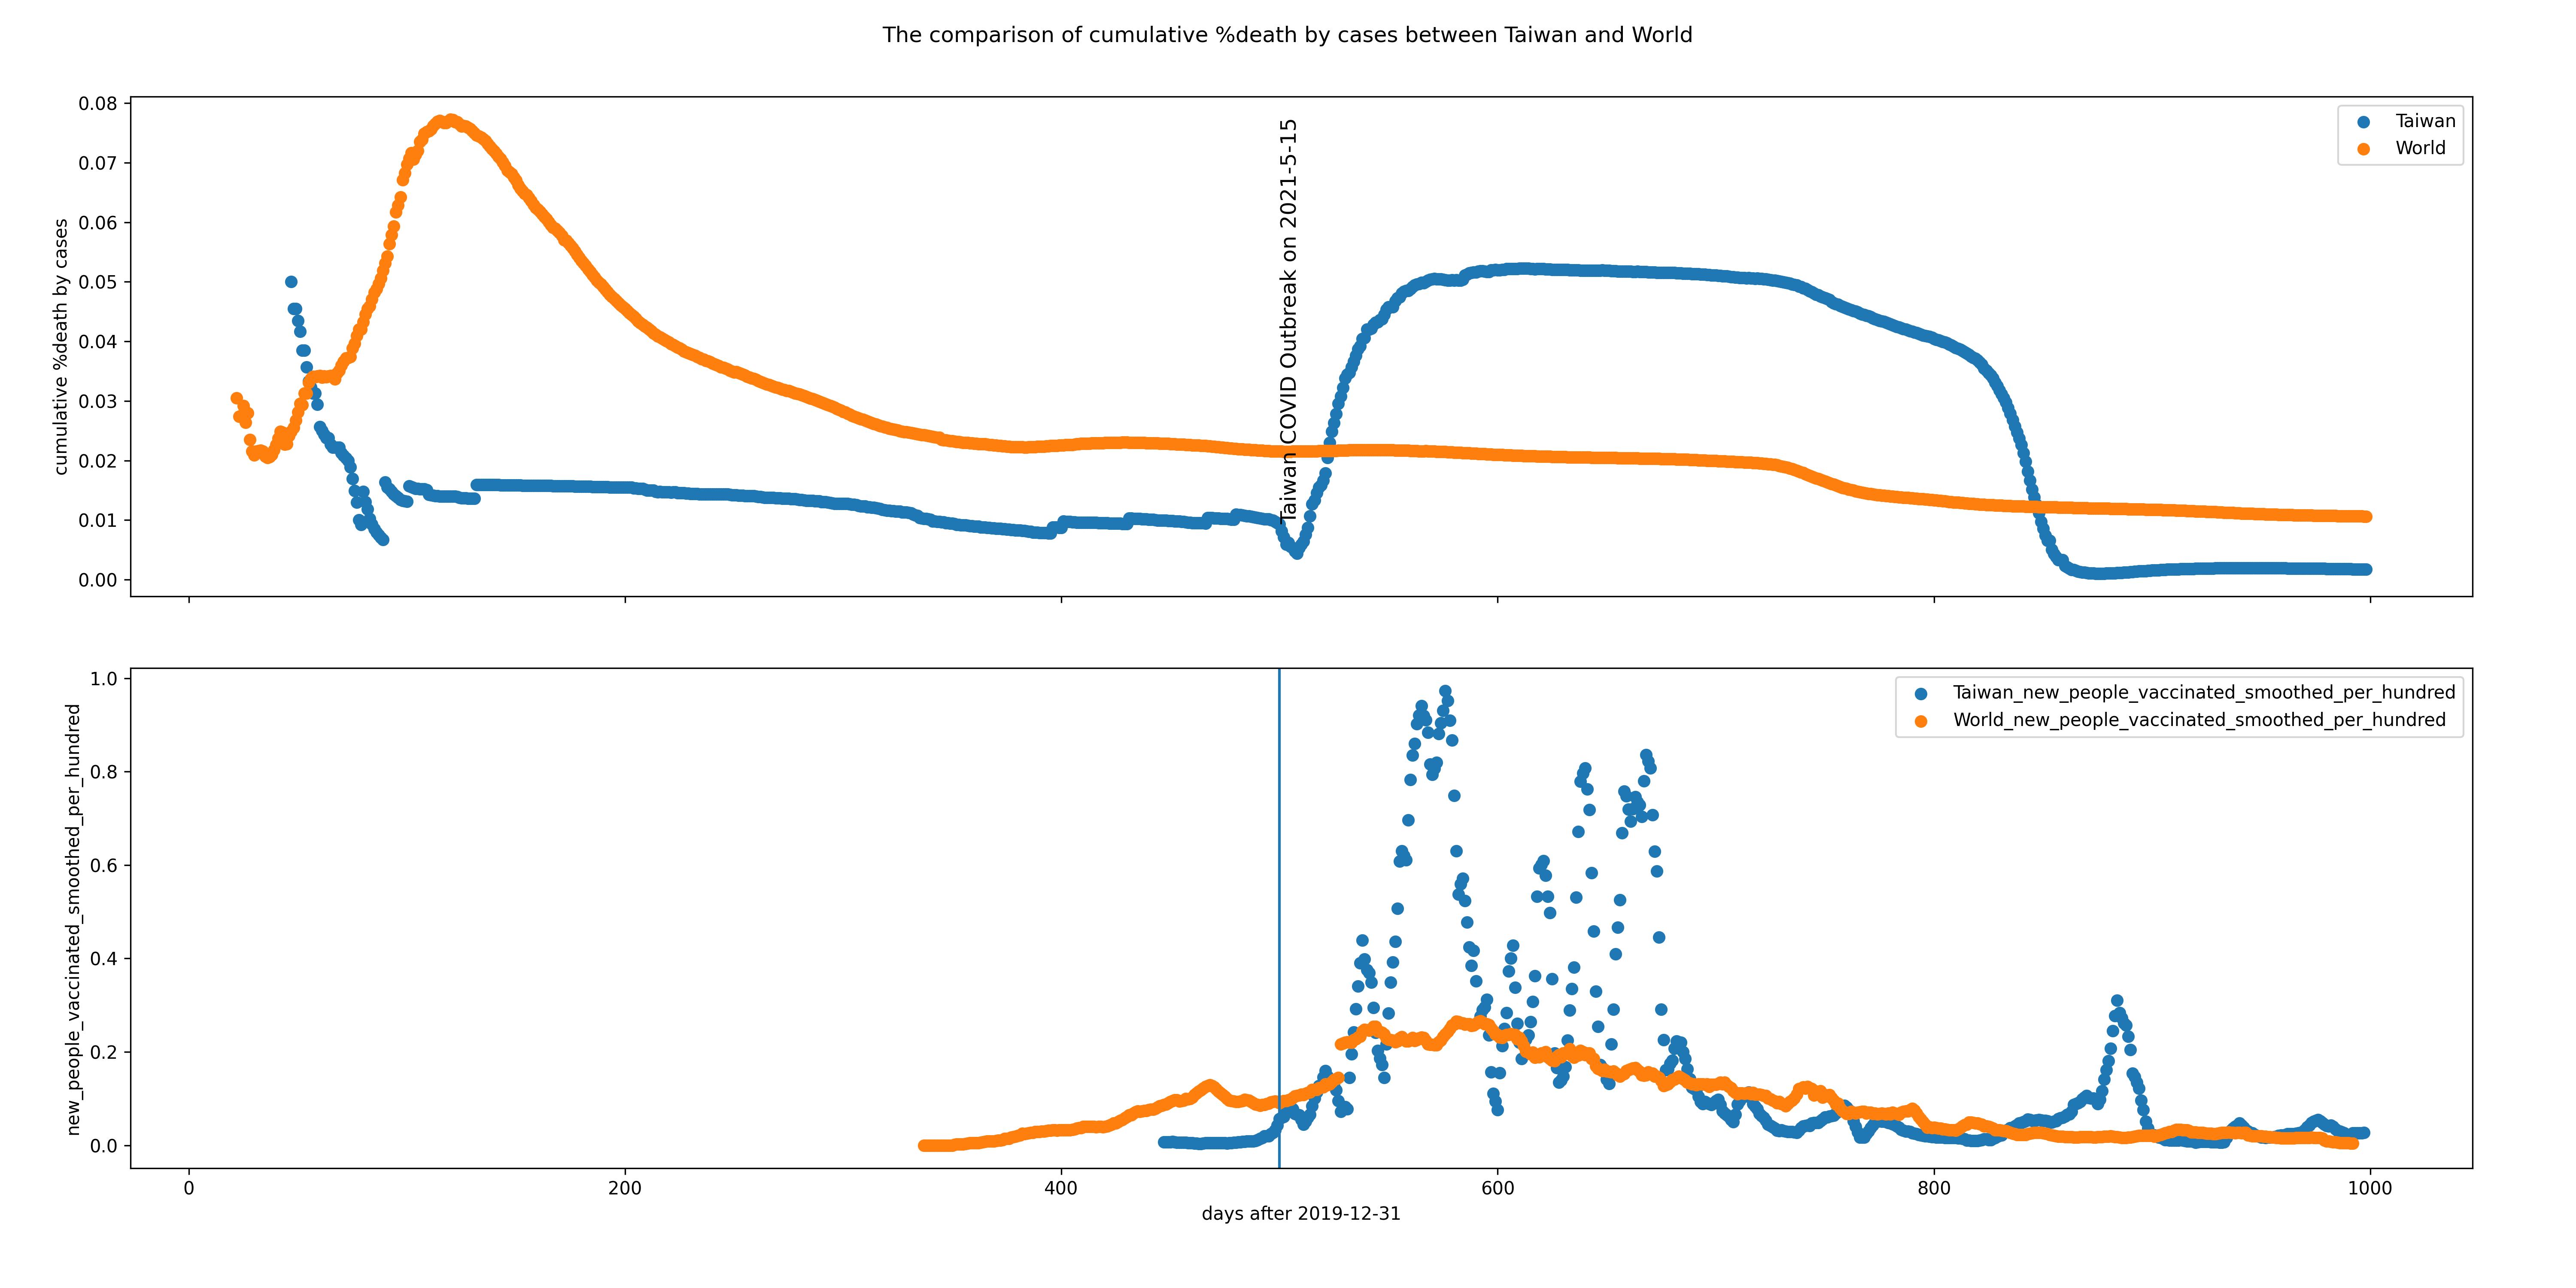 The comparison of cumulative %death by cases between Taiwan and World
cumulative %death by cases
0.08
0.07
0.06
0.05
0.04
0.03
0.02
0.01
0.00
Taiwan COVID Outbreak on 2021-5-15
Taiwan
World
new_people_vaccinated_smoothed_per_hundred
1.0
0.8
0.6
0.4
0.2
0.0
Taiwan_new_people_vaccinated_smoothed_per_hundred
World_new_people_vaccinated_smoothed_per_hundred
0 200 400 600 800 1000
days after 2019-12-31